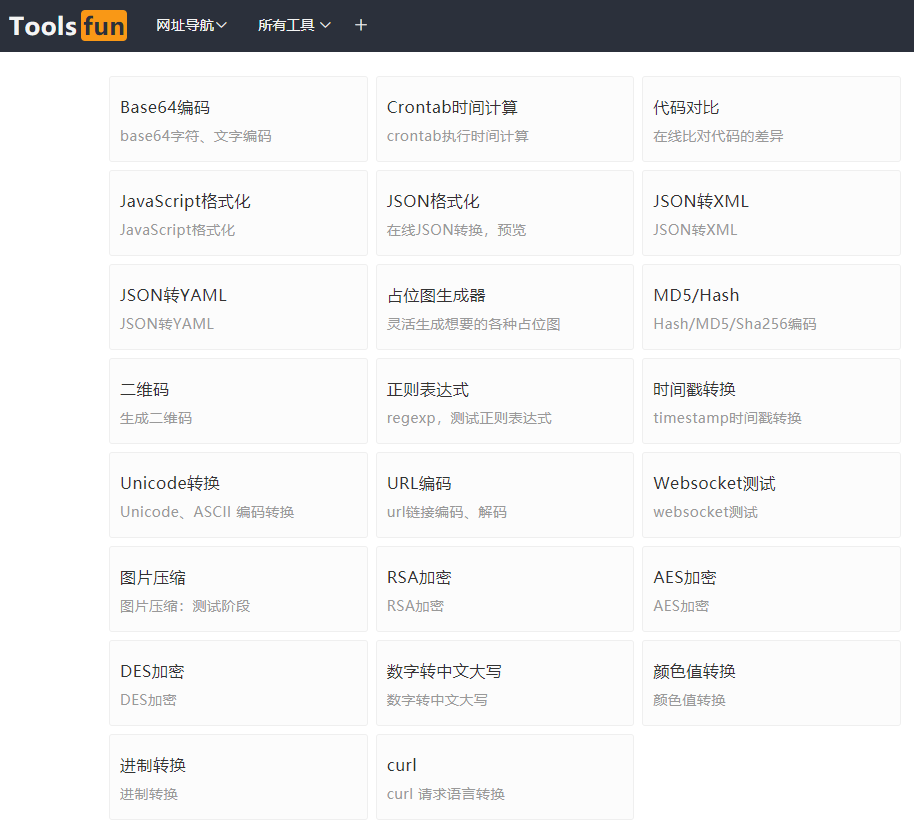 Tools fun 网址导航 所有工具 +
Base64编码 Crontab时间计算 代码对比
base64字符、文字编码 crontab执行时间计算 在线比对代码的差异
JavaScript格式化 JSON格式化 JSON转XML
JavaScript格式化 在线JSON转换，预览 JSON转XML
JSON转YAML 占位图生成器 MD5/Hash
JSON转YAML 灵活生成想要的各种占位图 Hash/MD5/Sha256编码
二维码 正则表达式 时间戳转换
生成二维码 regexp，测试正则表达式 timestamp时间戳转换
Unicode转换 URL编码 Websocket测试
Unicode、ASCII 编码转换 url链接编码、解码 websocket测试
图片压缩 RSA加密 AES加密
图片压缩：测试阶段 RSA加密 AES加密
DES加密 数字转中文大写 颜色值转换
DES加密 数字转中文大写 颜色值转换
进制转换 curl
进制转换 curl 请求语言转换